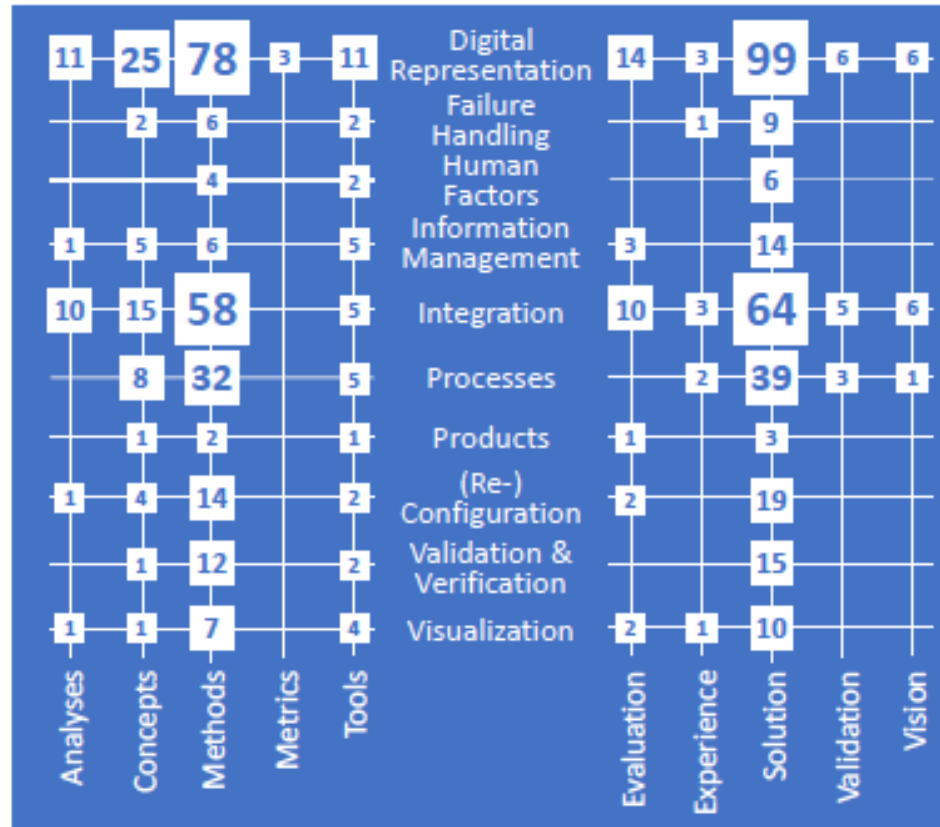 11 25 78 3 11 Digital Representation 14 3 99 6 6
2 6 2 Failure Handling 1 9
4 2 Human Factors 6
1 5 6 5 Information Management 3 14
10 15 58 5 Integration 10 3 64 5 6
8 32 5 Processes 2 39 3 1
1 2 1 Products 1 3
1 4 14 2 (Re-) Configuration 2 19
1 12 2 Validation & Verification 15
1 1 7 4 Visualization 2 1 10
Analyses
Concepts
Methods
Metrics
Tools
Evaluation
Experience
Solution
Validation
Vision